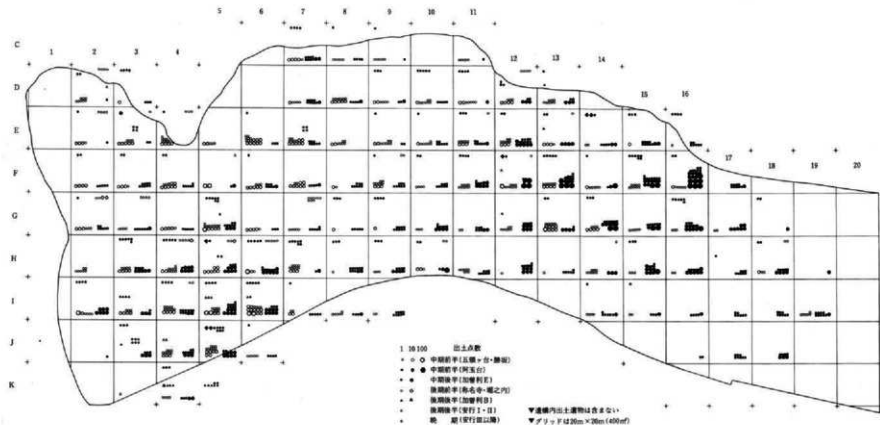 5 6 7 8 9 10 11
C
1 2 3 4 12 13 14
D
15 16
E
17 18 19 20
F
G
H
I
J
K
1 10 100 出土点数
中期前半(五領ヶ台・勝坂)
中期前半(阿玉台)
中期後半(加曽利E)
後期前半(称名寺・堀之内)
後期後半(加曽利B)
後期後半(安行I・II)
晩 期(安行III以降)
▼遺構内出土遺物は含まない
▼グリッドは20m×20m(400㎡)